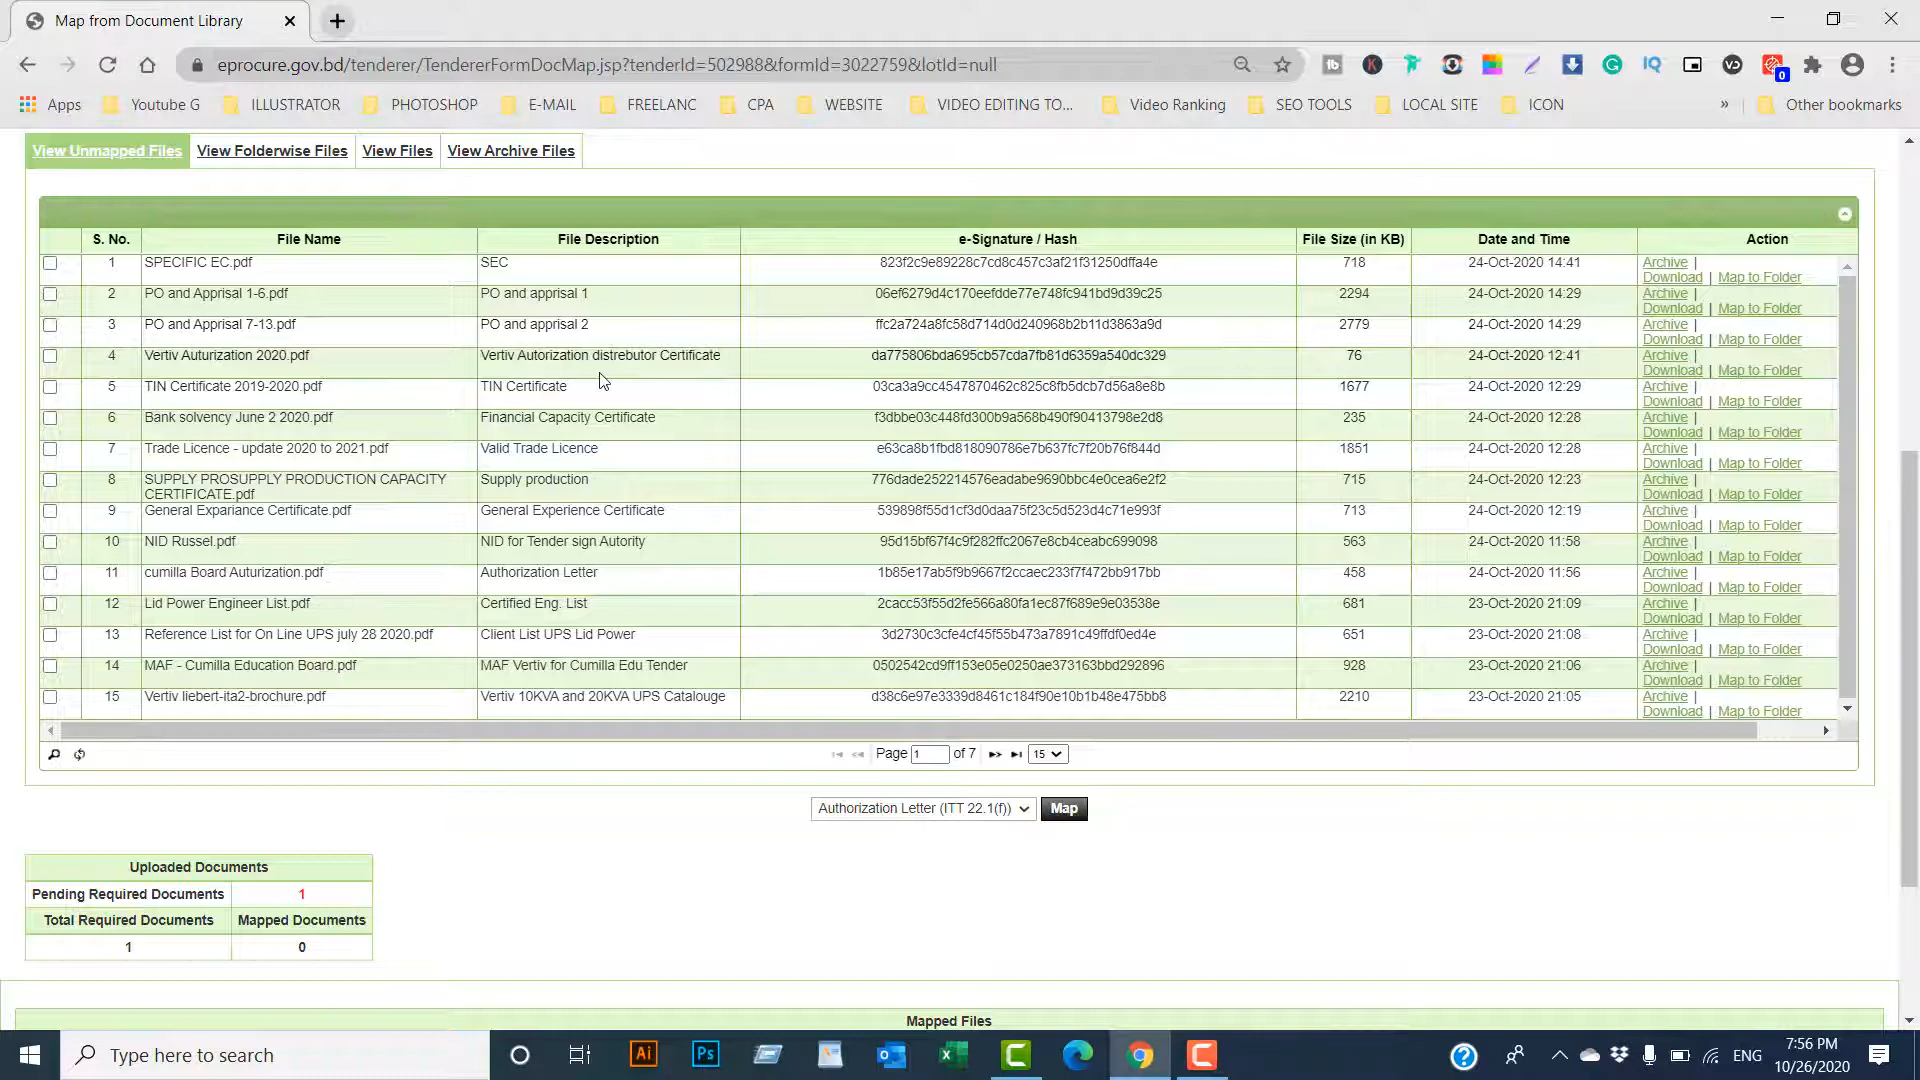 Map from Document Library
eprocure.gov.bd/tenderer/TendererFormDocMap.jsp?tenderId=502988&formId=3022759&lotId=null
Apps Youtube G ILLUSTRATOR PHOTOSHOP E-MAIL FREELANC CPA WEBSITE VIDEO EDITING TO... Video Ranking SEO TOOLS LOCAL SITE ICON » Other bookmarks
View Unmapped Files View Folderwise Files View Files View Archive Files
S. No. File Name File Description e-Signature / Hash File Size (in KB) Date and Time Action
1 SPECIFIC EC.pdf SEC 823f2c9e89228c7cd8c457c3af21f31250dffa4e 718 24-Oct-2020 14:41 Archive |
Download | Map to Folder
2 PO and Apprisal 1-6.pdf PO and apprisal 1 06ef6279d4c170eefdde77e748fc941bd9d39c25 2294 24-Oct-2020 14:29 Archive |
Download | Map to Folder
3 PO and Apprisal 7-13.pdf PO and apprisal 2 ffc2a724a8fc58d714d0d240968b2b11d3863a9d 2779 24-Oct-2020 14:29 Archive |
Download | Map to Folder
4 Vertiv Auturization 2020.pdf Vertiv Autorization distrebutor Certificate da775806bda695cb57cda7fb81d6359a540dc329 76 24-Oct-2020 12:41 Archive |
Download | Map to Folder
5 TIN Certificate 2019-2020.pdf TIN Certificate 03ca3a9cc4547870462c825c8fb5dcb7d56a8e8b 1677 24-Oct-2020 12:29 Archive |
Download | Map to Folder
6 Bank solvency June 2 2020.pdf Financial Capacity Certificate f3dbbe03c448fd300b9a568b490f90413798e2d8 235 24-Oct-2020 12:28 Archive |
Download | Map to Folder
7 Trade Licence - update 2020 to 2021.pdf Valid Trade Licence e63ca8b1fbd818090786e7b637fc7f20b76f844d 1851 24-Oct-2020 12:28 Archive |
Download | Map to Folder
8 SUPPLY PROSUPPLY PRODUCTION CAPACITY Supply production 776dade252214576eadabe9690bbc4e0cea6e2f2 715 24-Oct-2020 12:23 Archive |
CERTIFICATE.pdf Download | Map to Folder
9 General Expariance Certificate.pdf General Experience Certificate 539898f55d1cf3d0daa75f23c5d523d4c71e993f 713 24-Oct-2020 12:19 Archive |
Download | Map to Folder
10 NID Russel.pdf NID for Tender sign Autority 95d15bf67f4c9f282ffc2067e8cb4ceabc699098 563 24-Oct-2020 11:58 Archive |
Download | Map to Folder
11 cumilla Board Auturization.pdf Authorization Letter 1b85e17ab5f9b9667f2ccaec233f7f472bb917bb 458 24-Oct-2020 11:56 Archive |
Download | Map to Folder
12 Lid Power Engineer List.pdf Certified Eng. List 2cacc53f55d2fe566a80fa1ec87f689e9e03538e 681 23-Oct-2020 21:09 Archive |
Download | Map to Folder
13 Reference List for On Line UPS july 28 2020.pdf Client List UPS Lid Power 3d2730c3cfe4cf45f55b473a7891c49ffdf0ed4e 651 23-Oct-2020 21:08 Archive |
Download | Map to Folder
14 MAF - Cumilla Education Board.pdf MAF Vertiv for Cumilla Edu Tender 0502542cd9ff153e05e0250ae373163bbd292896 928 23-Oct-2020 21:06 Archive |
Download | Map to Folder
15 Vertiv liebert-ita2-brochure.pdf Vertiv 10KVA and 20KVA UPS Catalouge d38c6e97e3339d8461c184f90e10b1b48e475bb8 2210 23-Oct-2020 21:05 Archive |
Download | Map to Folder
Page 1 of 7 15
Authorization Letter (ITT 22.1(f)) Map
Uploaded Documents
Pending Required Documents 1
Total Required Documents Mapped Documents
1 0
Mapped Files
Type here to search ENG 7:56 PM
10/26/2020